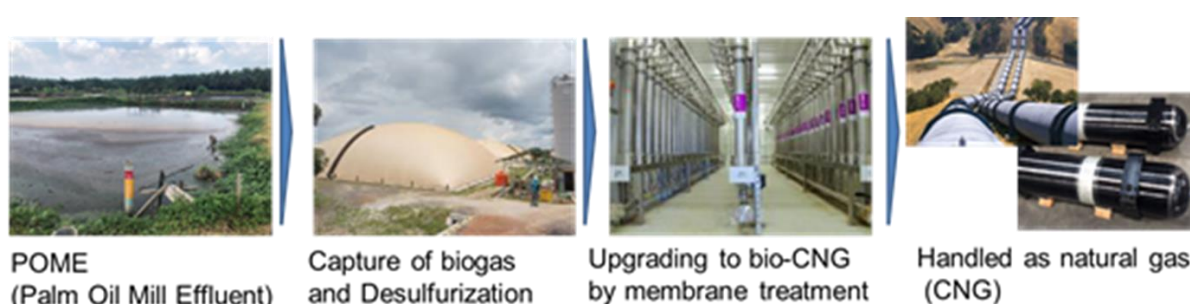 POME
(Palm Oil Mill Effluent)
Capture of biogas
and Desulfurization
Upgrading to bio-CNG
by membrane treatment
Handled as natural gas
(CNG)